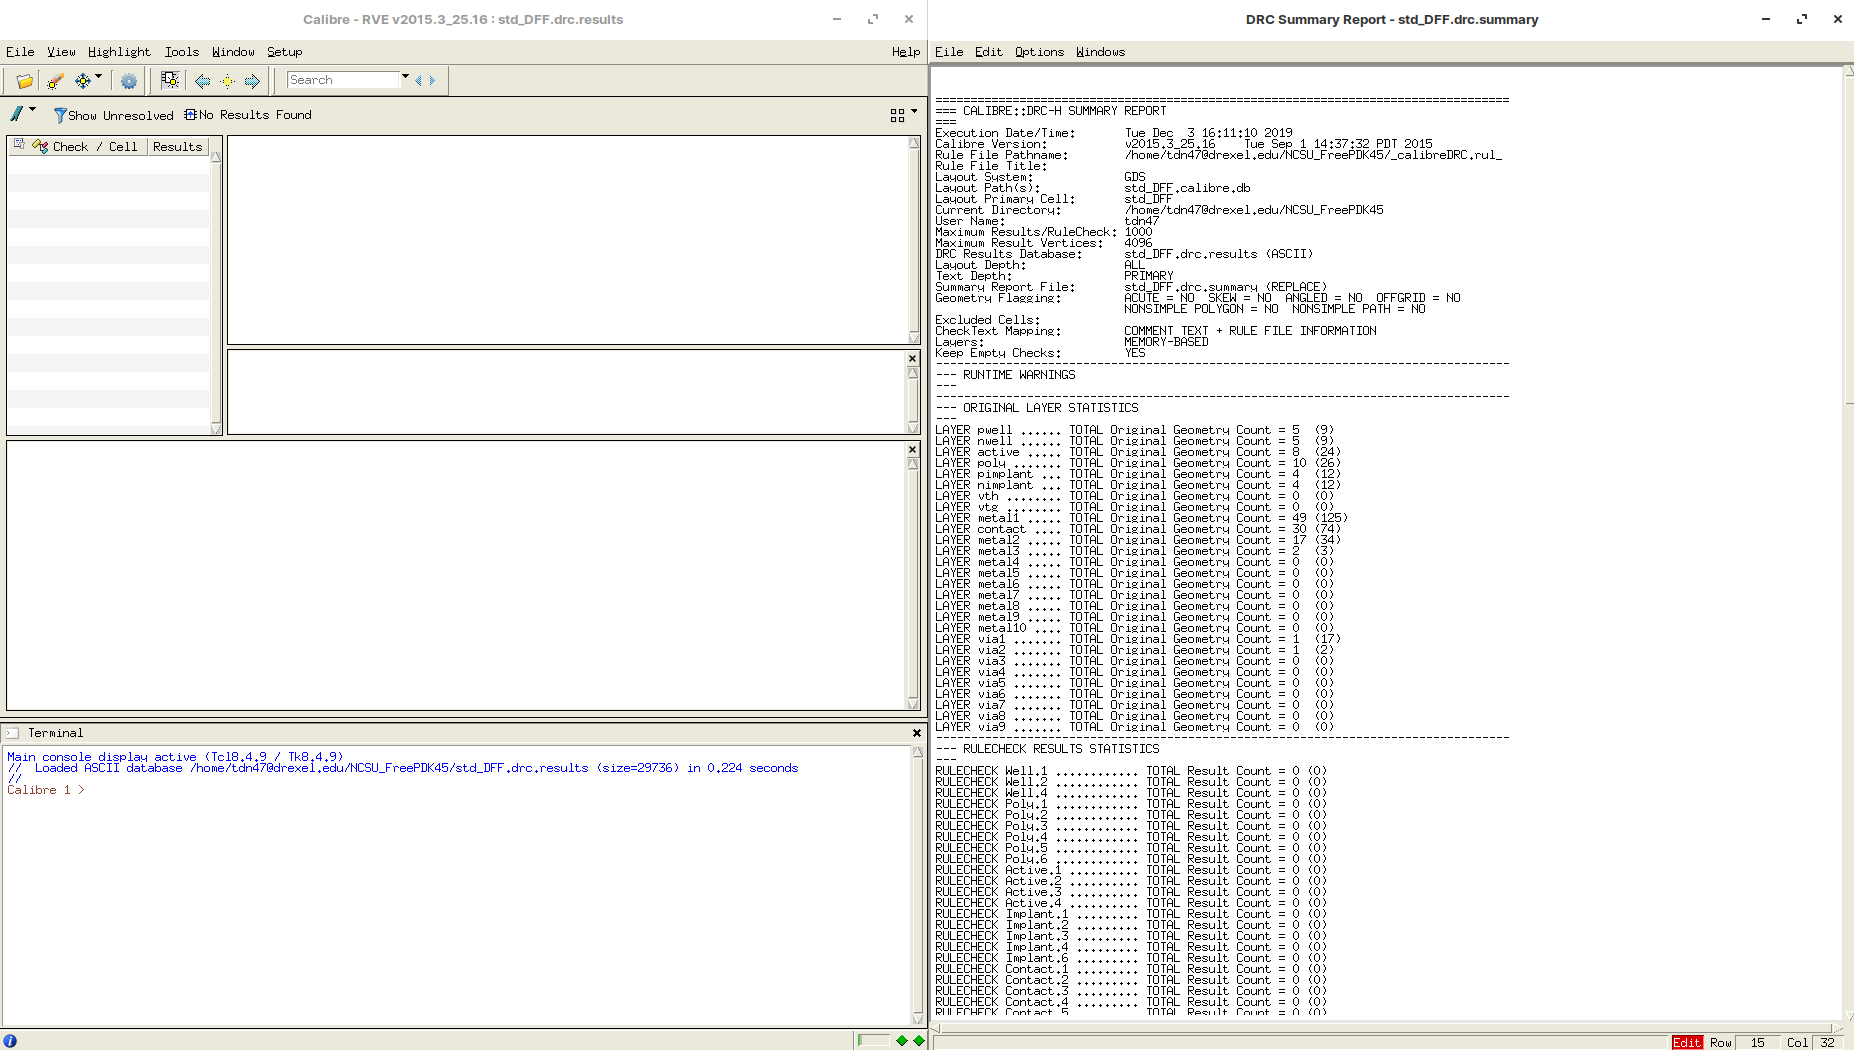 Calibre - RVE v2015.3_25.16 : std_DFF.drc.results
File View Highlight Tools Window Setup Help
Search
Show Unresolved No Results Found
Check / Cell Results
Terminal
Main console display active (Tcl8.4.9 / Tk8.4.9)
// Loaded ASCII database /home/tdn47@drexel.edu/NCSU_FreePDK45/std_DFF.drc.results (size=29736) in 0.224 seconds
//
Calibre 1 >
DRC Summary Report - std_DFF.drc.summary
File Edit Options Windows
==================================================================================
=== CALIBRE::DRC-H SUMMARY REPORT
===
Execution Date/Time: Tue Dec 3 16:11:10 2019
Calibre Version: v2015.3_25.16 Tue Sep 1 14:37:32 PDT 2015
Rule File Pathname: /home/tdn47@drexel.edu/NCSU_FreePDK45/_calibreDRC.rul_
Rule File Title:
Layout System: GDS
Layout Path(s): std_DFF.calibre.db
Layout Primary Cell: std_DFF
Current Directory: /home/tdn47@drexel.edu/NCSU_FreePDK45
User Name: tdn47
Maximum Results/RuleCheck: 1000
Maximum Result Vertices: 4096
DRC Results Database: std_DFF.drc.results (ASCII)
Layout Depth: ALL
Text Depth: PRIMARY
Summary Report File: std_DFF.drc.summary (REPLACE)
Geometry Flagging: ACUTE = NO SKEW = NO ANGLED = NO OFFGRID = NO
NONSIMPLE POLYGON = NO NONSIMPLE PATH = NO
Excluded Cells:
CheckText Mapping: COMMENT TEXT + RULE FILE INFORMATION
Layers: MEMORY-BASED
Keep Empty Checks: YES
----------------------------------------------------------------------------------
--- RUNTIME WARNINGS
---
----------------------------------------------------------------------------------
--- ORIGINAL LAYER STATISTICS
---
LAYER pwell ...... TOTAL Original Geometry Count = 5 (9)
LAYER nwell ...... TOTAL Original Geometry Count = 5 (9)
LAYER active ..... TOTAL Original Geometry Count = 8 (24)
LAYER poly ....... TOTAL Original Geometry Count = 10 (26)
LAYER pimplant ... TOTAL Original Geometry Count = 4 (12)
LAYER nimplant ... TOTAL Original Geometry Count = 4 (12)
LAYER vth ........ TOTAL Original Geometry Count = 0 (0)
LAYER vtg ........ TOTAL Original Geometry Count = 0 (0)
LAYER metal1 ..... TOTAL Original Geometry Count = 49 (125)
LAYER contact .... TOTAL Original Geometry Count = 30 (74)
LAYER metal2 ..... TOTAL Original Geometry Count = 17 (34)
LAYER metal3 ..... TOTAL Original Geometry Count = 2 (3)
LAYER metal4 ..... TOTAL Original Geometry Count = 0 (0)
LAYER metal5 ..... TOTAL Original Geometry Count = 0 (0)
LAYER metal6 ..... TOTAL Original Geometry Count = 0 (0)
LAYER metal7 ..... TOTAL Original Geometry Count = 0 (0)
LAYER metal8 ..... TOTAL Original Geometry Count = 0 (0)
LAYER metal9 ..... TOTAL Original Geometry Count = 0 (0)
LAYER metal10 .... TOTAL Original Geometry Count = 0 (0)
LAYER via1 ....... TOTAL Original Geometry Count = 1 (17)
LAYER via2 ....... TOTAL Original Geometry Count = 1 (2)
LAYER via3 ....... TOTAL Original Geometry Count = 0 (0)
LAYER via4 ....... TOTAL Original Geometry Count = 0 (0)
LAYER via5 ....... TOTAL Original Geometry Count = 0 (0)
LAYER via6 ....... TOTAL Original Geometry Count = 0 (0)
LAYER via7 ....... TOTAL Original Geometry Count = 0 (0)
LAYER via8 ....... TOTAL Original Geometry Count = 0 (0)
LAYER via9 ....... TOTAL Original Geometry Count = 0 (0)
----------------------------------------------------------------------------------
--- RULECHECK RESULTS STATISTICS
---
RULECHECK Well.1 ............ TOTAL Result Count = 0 (0)
RULECHECK Well.2 ............ TOTAL Result Count = 0 (0)
RULECHECK Well.4 ............ TOTAL Result Count = 0 (0)
RULECHECK Poly.1 ............ TOTAL Result Count = 0 (0)
RULECHECK Poly.2 ............ TOTAL Result Count = 0 (0)
RULECHECK Poly.3 ............ TOTAL Result Count = 0 (0)
RULECHECK Poly.4 ............ TOTAL Result Count = 0 (0)
RULECHECK Poly.5 ............ TOTAL Result Count = 0 (0)
RULECHECK Poly.6 ............ TOTAL Result Count = 0 (0)
RULECHECK Active.1 .......... TOTAL Result Count = 0 (0)
RULECHECK Active.2 .......... TOTAL Result Count = 0 (0)
RULECHECK Active.3 .......... TOTAL Result Count = 0 (0)
RULECHECK Active.4 .......... TOTAL Result Count = 0 (0)
RULECHECK Implant.1 ......... TOTAL Result Count = 0 (0)
RULECHECK Implant.2 ......... TOTAL Result Count = 0 (0)
RULECHECK Implant.3 ......... TOTAL Result Count = 0 (0)
RULECHECK Implant.4 ......... TOTAL Result Count = 0 (0)
RULECHECK Implant.6 ......... TOTAL Result Count = 0 (0)
RULECHECK Contact.1 ......... TOTAL Result Count = 0 (0)
RULECHECK Contact.2 ......... TOTAL Result Count = 0 (0)
RULECHECK Contact.3 ......... TOTAL Result Count = 0 (0)
RULECHECK Contact.4 ......... TOTAL Result Count = 0 (0)
RULECHECK Contact.5 ......... TOTAL Result Count = 0 (0)
Edit Row 15 Col 32